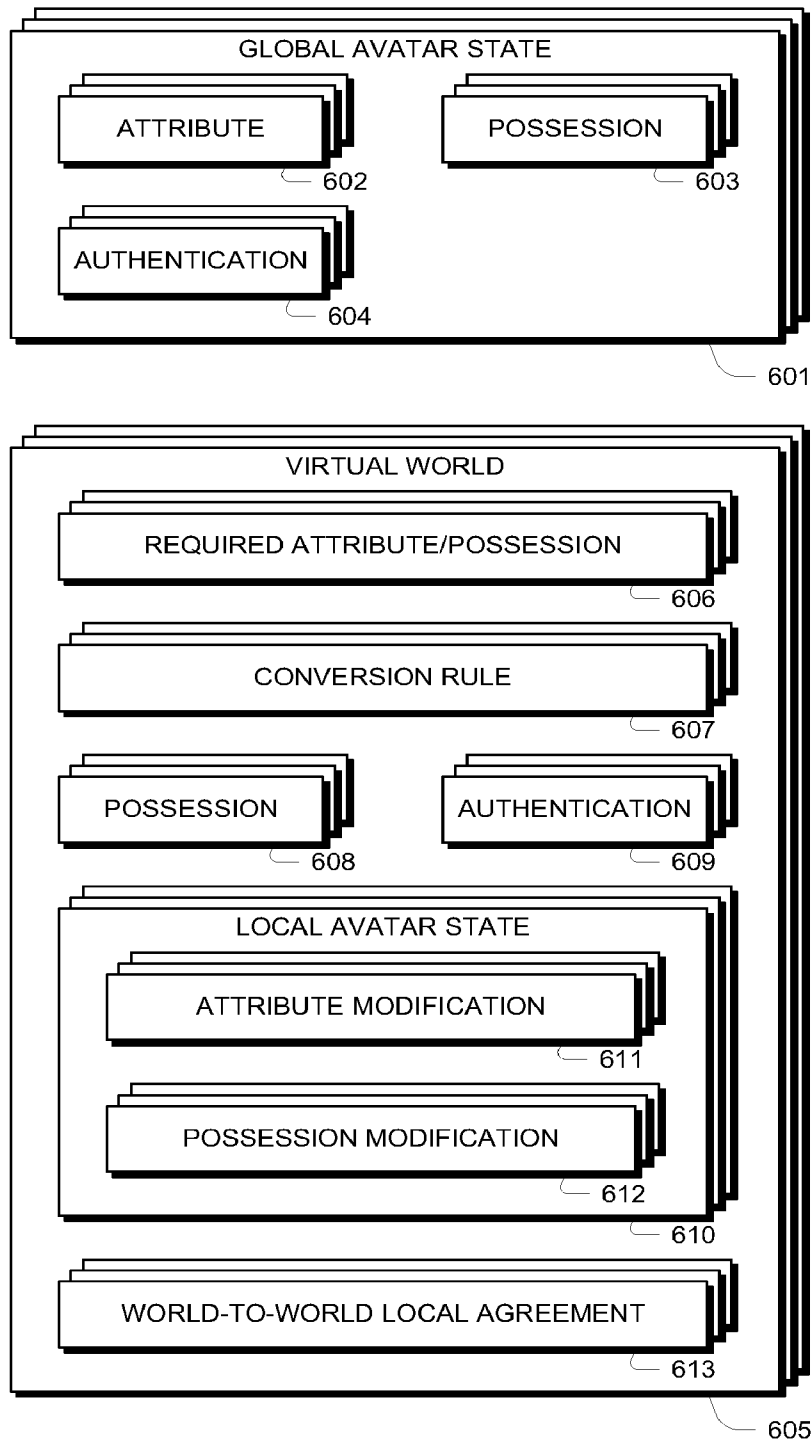 GLOBAL AVATAR STATE
ATTRIBUTE
POSSESSION
602
603
AUTHENTICATION
604
601
VIRTUAL WORLD
REQUIRED ATTRIBUTE/POSSESSION
606
CONVERSION RULE
607
POSSESSION
AUTHENTICATION
608
609
LOCAL AVATAR STATE
ATTRIBUTE MODIFICATION
611
POSSESSION MODIFICATION
612
610
WORLD-TO-WORLD LOCAL AGREEMENT
613
605